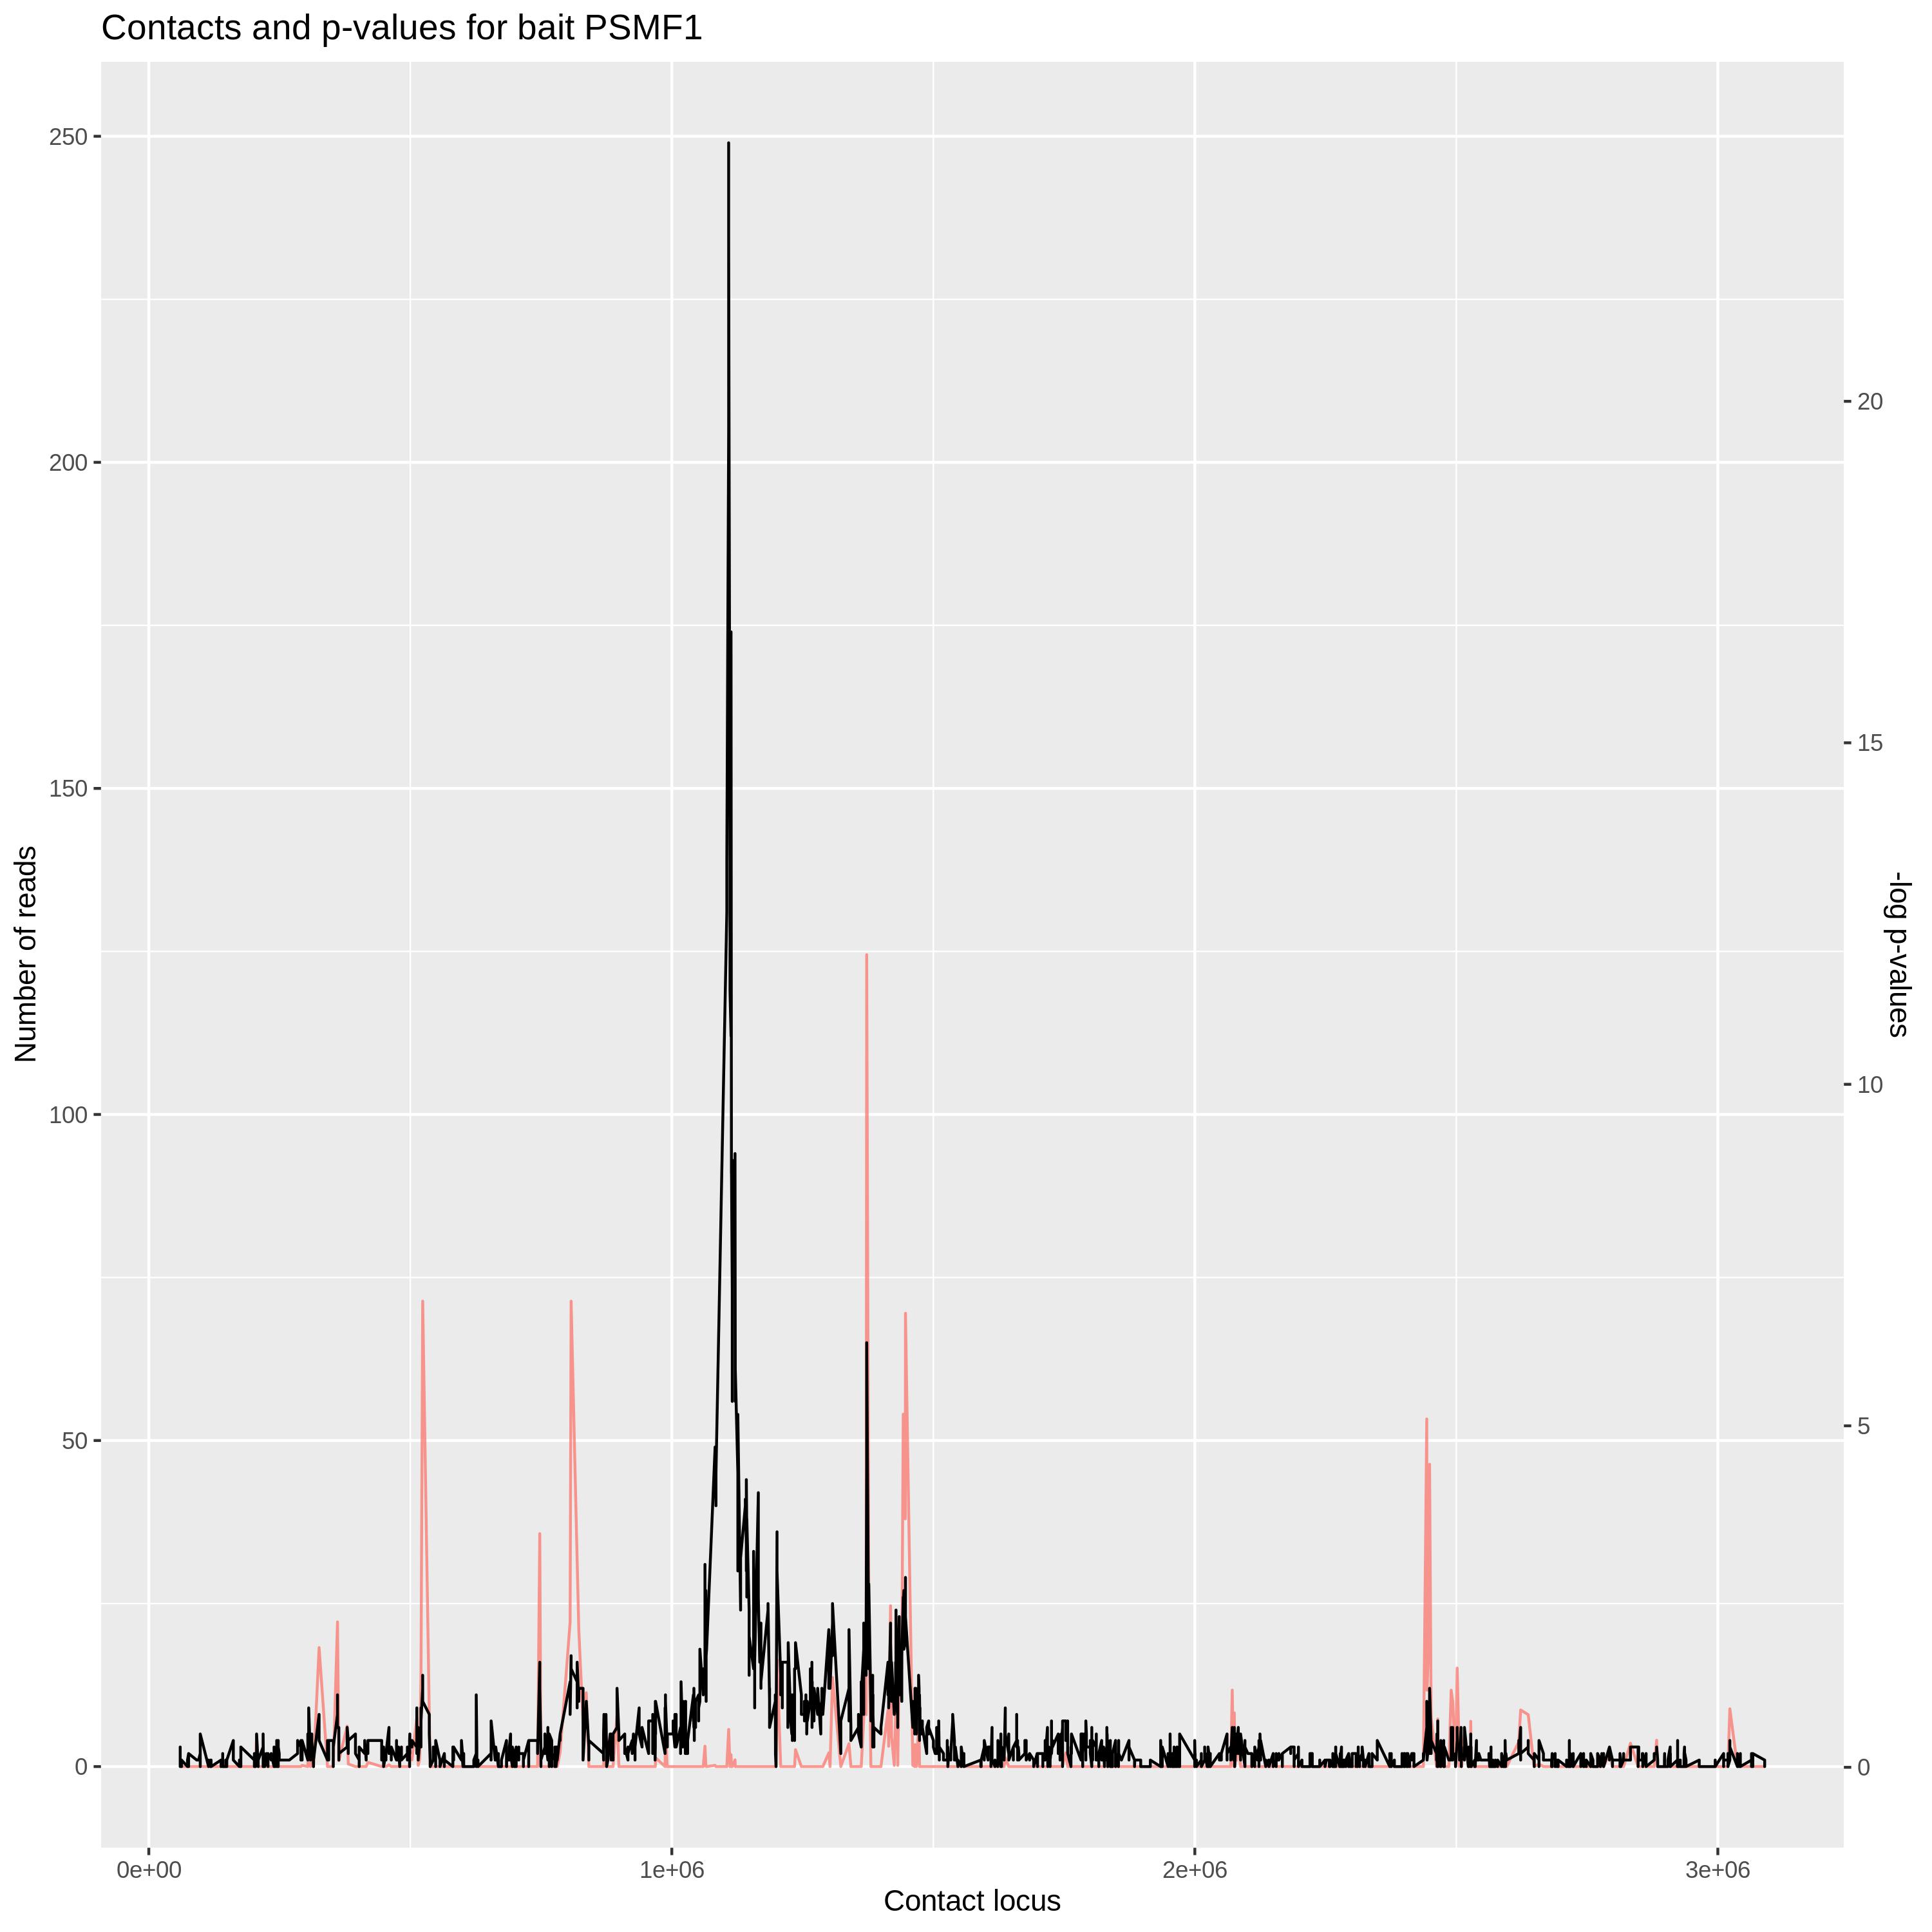 Contacts and p-values for bait PSMF1
250
200
150
100
50
0
Number of reads
20
15
10
5
0
-log p-values
0e+00
1e+06
2e+06
3e+06
Contact locus